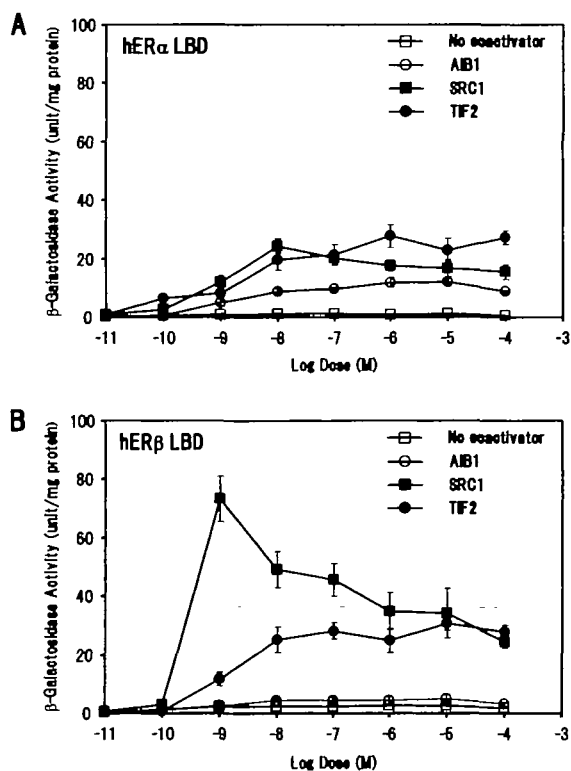 A
hERα LBD
No coactivator
AIB1
SRC1
TIF2
β-Galactosidase Activity (unit/mg protein)
100
80
60
40
20
0
-11 -10 -9 -8 -7 -6 -5 -4
Log Dose (M)
B
hERβ LBD
No coactivator
AIB1
SRC1
TIF2
β-Galactosidase Activity (unit/mg protein)
100
80
60
40
20
0
-11 -10 -9 -8 -7 -6 -5 -4
Log Dose (M)